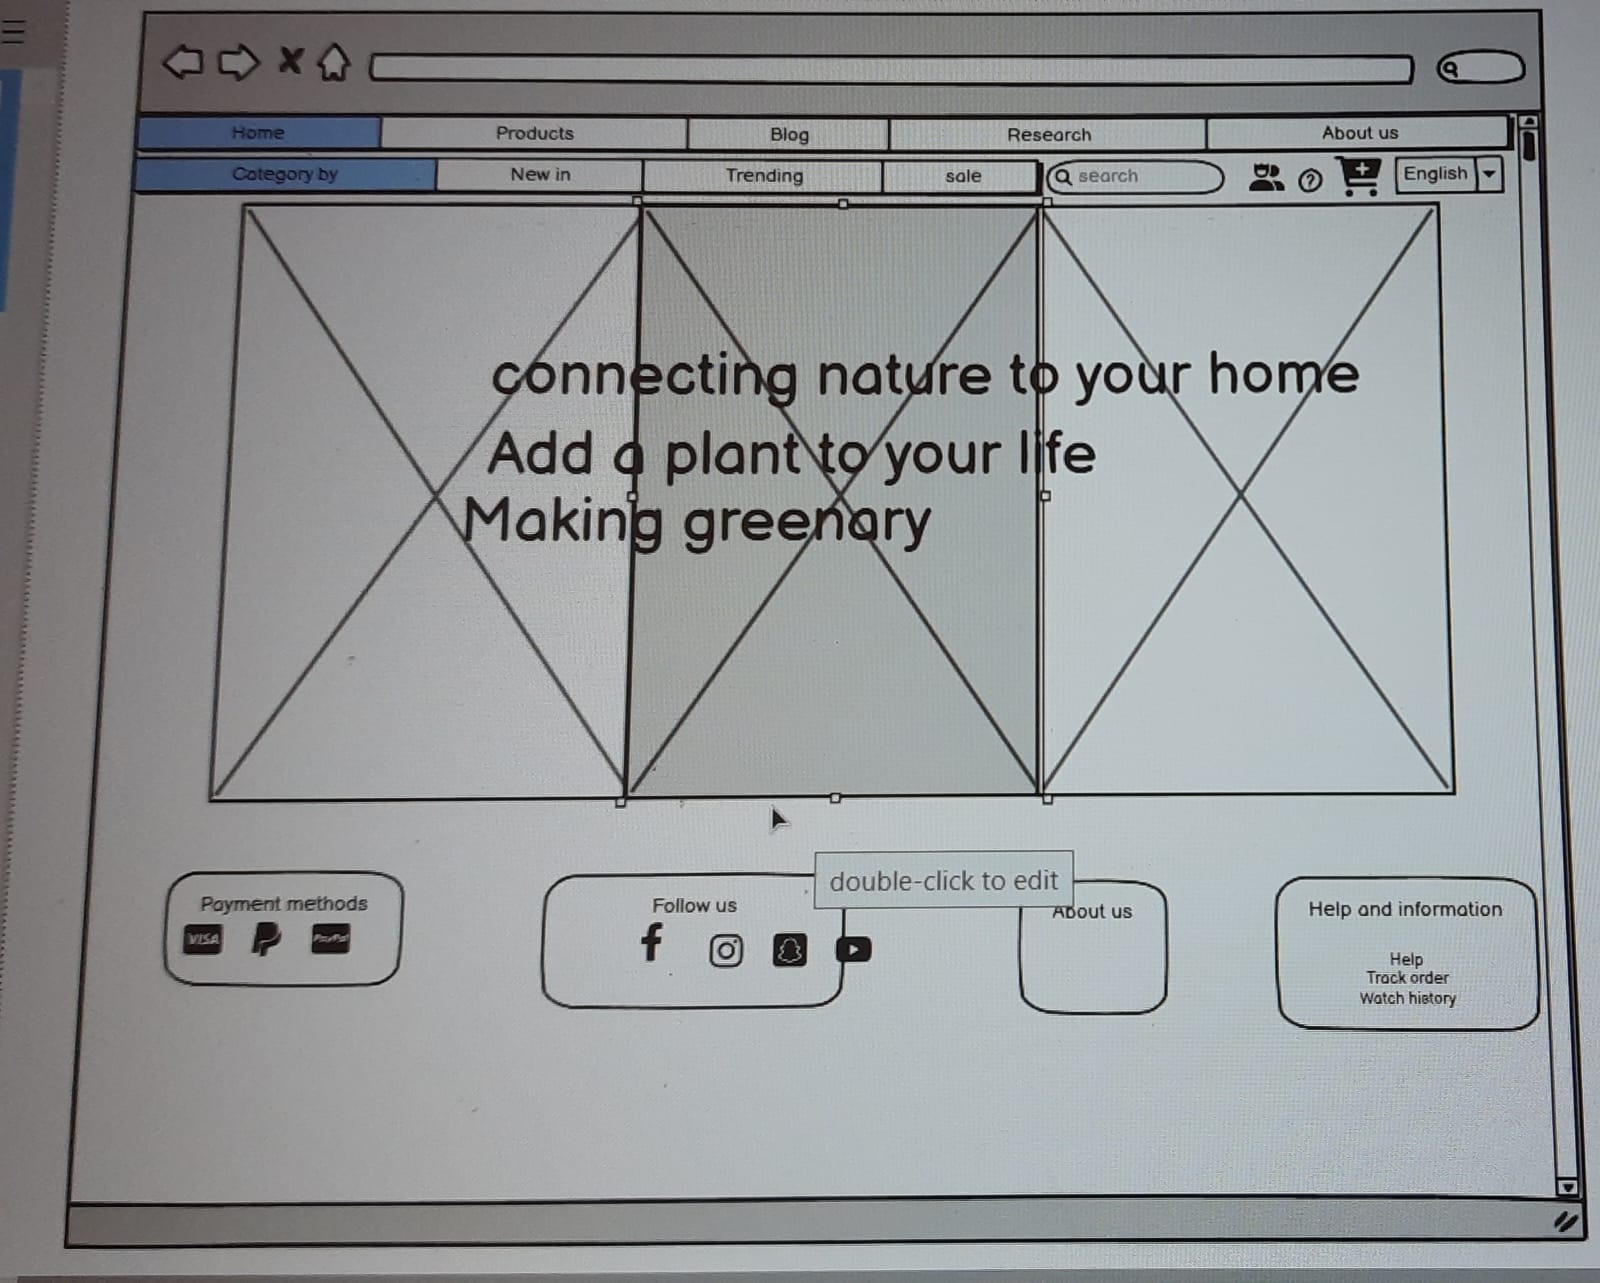 Home Products Blog Research About us
Category by New in Trending sale search English
connecting nature to your home
Add a plant to your life
Making greenary
double-click to edit
Payment methods
VISA PayPal
Follow us
About us
Help and information
Help
Track order
Watch history